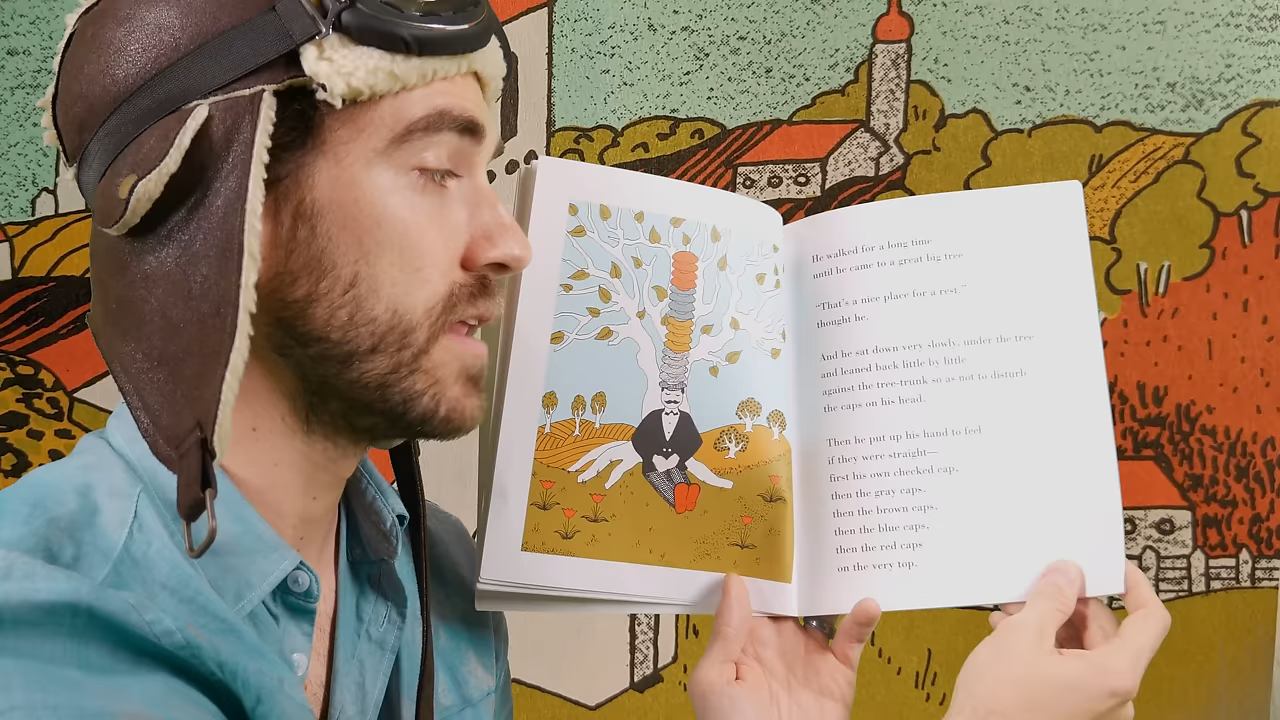 He walked for a long time
until he came to a great big tree
“That’s a nice place for a rest.”
thought he.
And he sat down very slowly, under the tree
and leaned back little by little
against the tree-trunk so as not to disturb
the caps on his head.
Then he put up his hand to feel
if they were straight—
first his own checked cap,
then the gray caps,
then the brown caps,
then the blue caps,
then the red caps
on the very top.